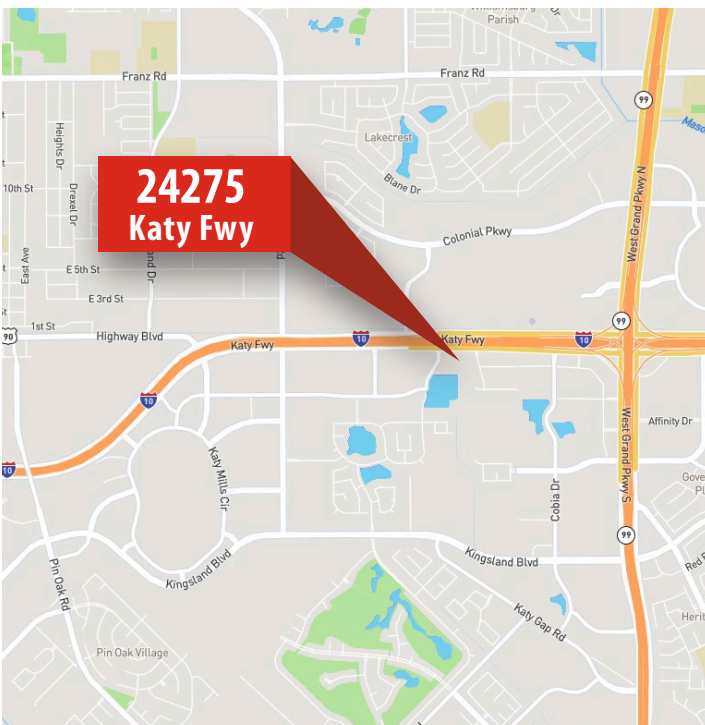 Parish
Franz Rd
Franz Rd
99
Heights Dr
Lakecrest
10th St
Drexel Dr
Blane Dr
24275
Katy Fwy
West Grand Pkwy N
Colonial Pkwy
East Ave
E 5th St
E 3rd St
1st St
90
Highway Blvd
Katy Fwy
10
Katy Fwy
10
99
10
10
Katy Mills Cir
West Grand Pkwy S
Affinity Dr
Cobia Dr
99
Kingsland Blvd
Kingsland Blvd
Pin Oak Rd
Katy Gap Rd
Pin Oak Village